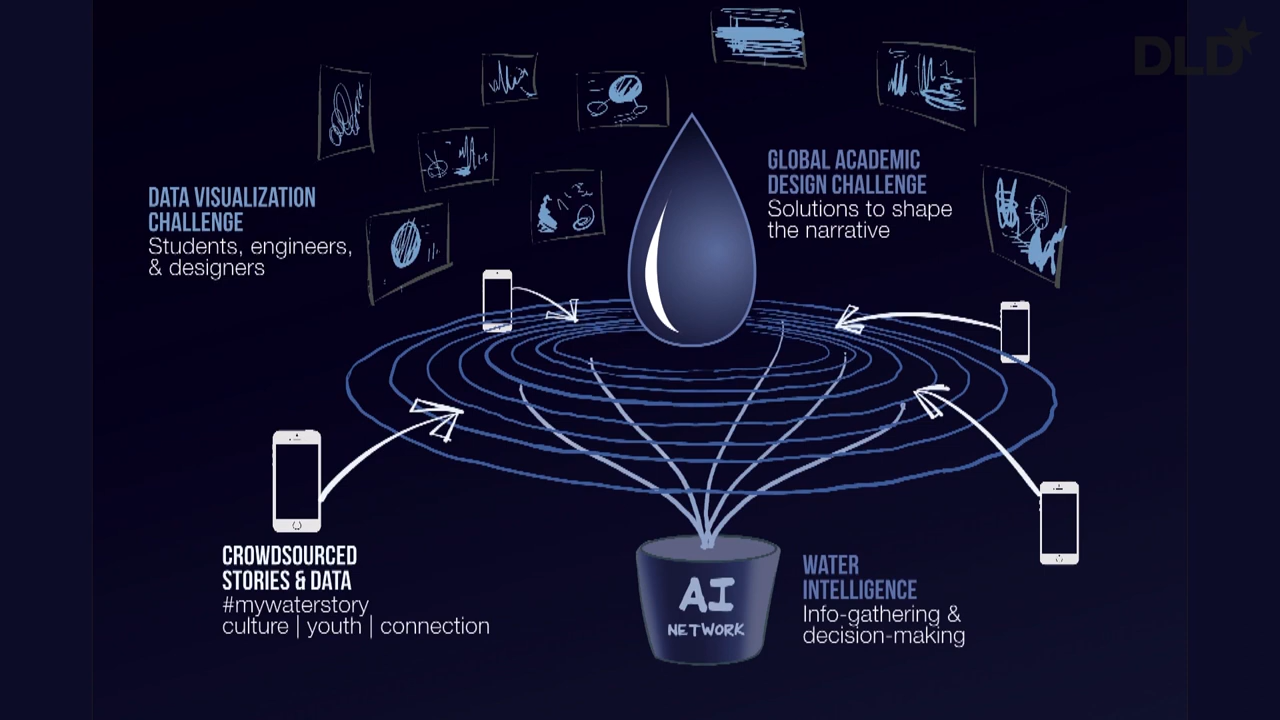 DLD
GLOBAL ACADEMIC
DESIGN CHALLENGE
Solutions to shape
the narrative
DATA VISUALIZATION
CHALLENGE
Students, engineers,
& designers
CROWDSOURCED
STORIES & DATA
#mywaterstory
culture | youth | connection
AI
NETWORK
WATER
INTELLIGENCE
Info-gathering &
decision-making